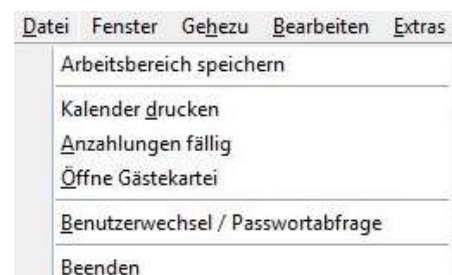 Datei Fenster Gehezu Bearbeiten Extras
Arbeitsbereich speichern
Kalender drucken
Anzahlungen fällig
Öffne Gästekartei
Benutzerwechsel / Passwortabfrage
Beenden